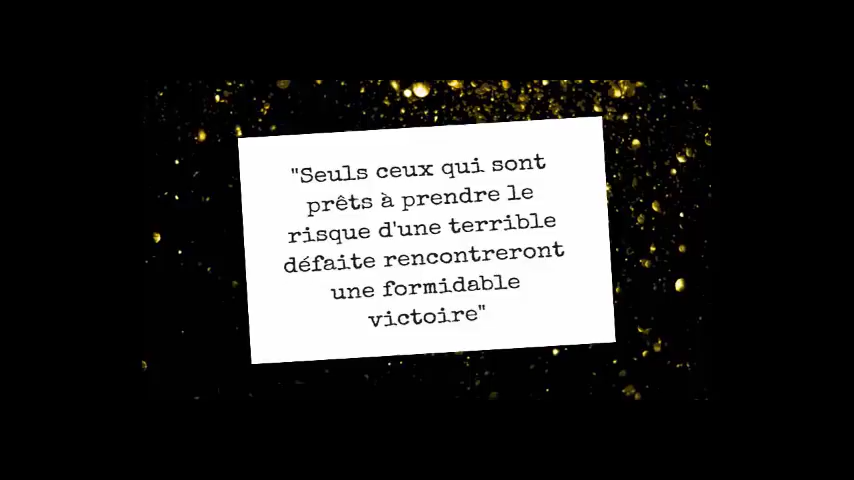 "Seuls ceux qui sont
prêts à prendre le
risque d'une terrible
défaite rencontreront
une formidable
victoire"